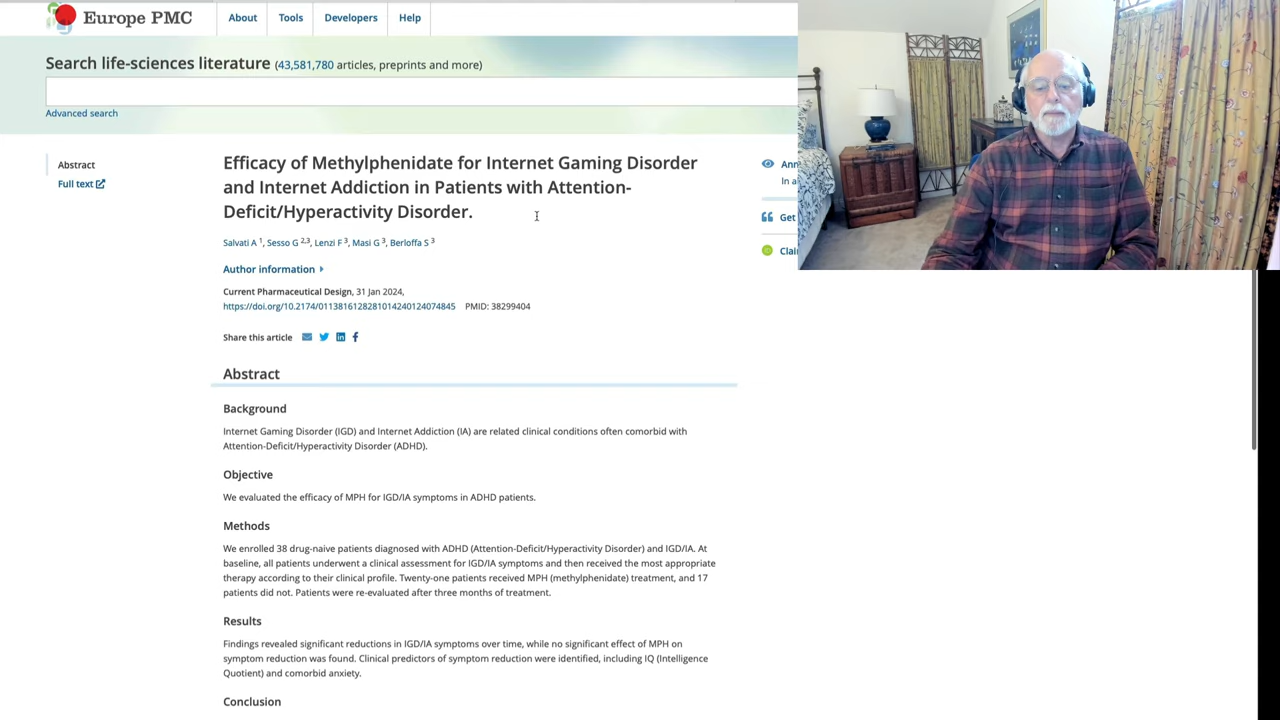 Europe PMC
About
Tools
Developers
Help
Search life-sciences literature (43,581,780 articles, preprints and more)
Advanced search
Abstract
Full text
Efficacy of Methylphenidate for Internet Gaming Disorder
and Internet Addiction in Patients with Attention-
Deficit/Hyperactivity Disorder.
Salvati A 1, Sesso G 2,3, Lenzi F 3, Masi G 3, Berloffa S 3
Author information
Current Pharmaceutical Design, 31 Jan 2024,
https://doi.org/10.2174/0113816128281014240124074845 PMID: 38299404
Share this article
Abstract
Background
Internet Gaming Disorder (IGD) and Internet Addiction (IA) are related clinical conditions often comorbid with
Attention-Deficit/Hyperactivity Disorder (ADHD).
Objective
We evaluated the efficacy of MPH for IGD/IA symptoms in ADHD patients.
Methods
We enrolled 38 drug-naive patients diagnosed with ADHD (Attention-Deficit/Hyperactivity Disorder) and IGD/IA. At
baseline, all patients underwent a clinical assessment for IGD/IA symptoms and then received the most appropriate
therapy according to their clinical profile. Twenty-one patients received MPH (methylphenidate) treatment, and 17
patients did not. Patients were re-evaluated after three months of treatment.
Results
Findings revealed significant reductions in IGD/IA symptoms over time, while no significant effect of MPH on
symptom reduction was found. Clinical predictors of symptom reduction were identified, including IQ (Intelligence
Quotient) and comorbid anxiety.
Conclusion
Ann
In a
Get
Clai